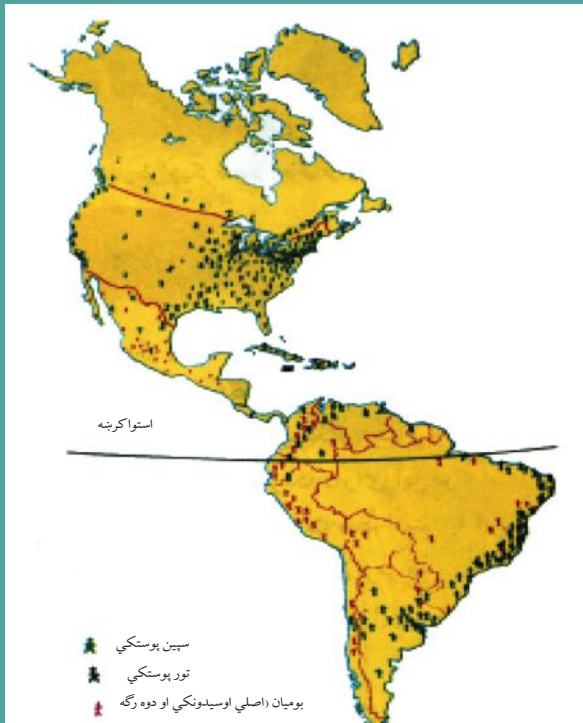 استوا کرښه
سپین پوستکي
تور پوستکي
بومیان (اصلي اوسیدونکي او دوه رګه